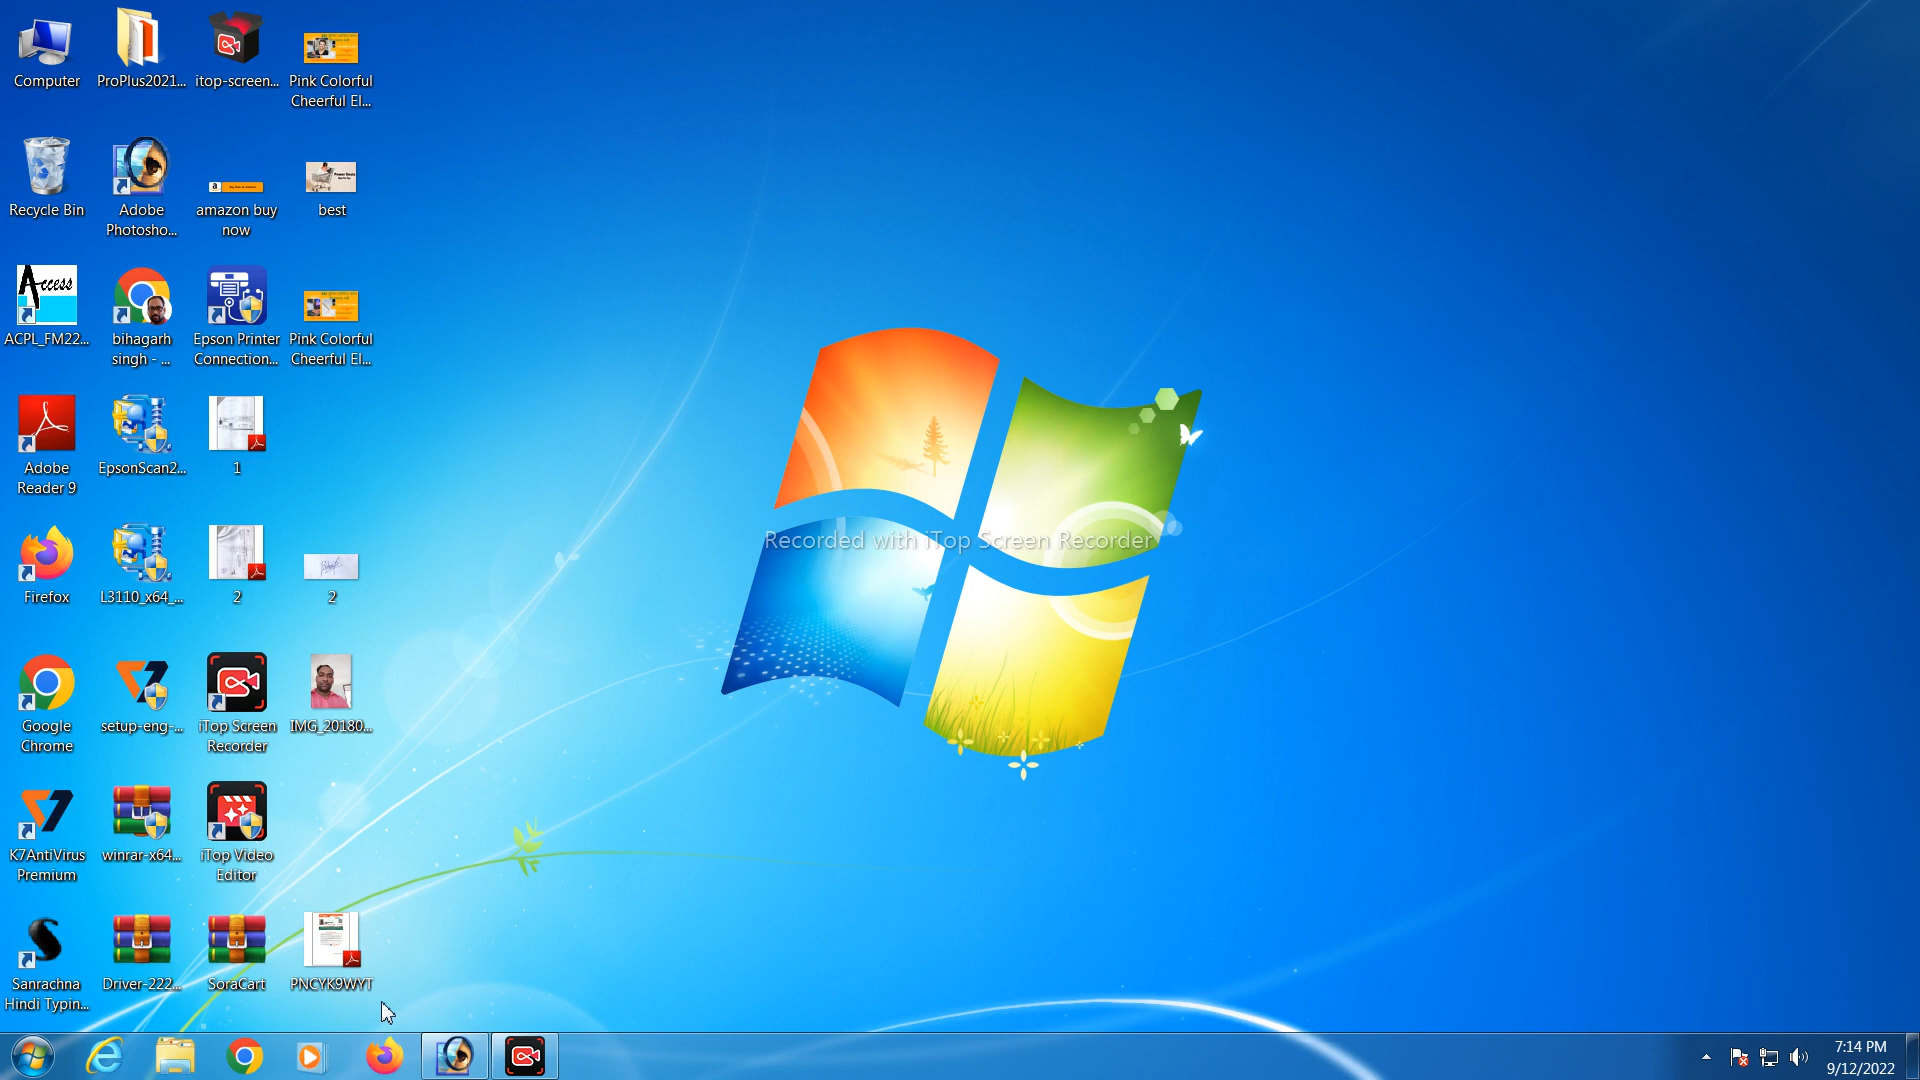 Computer
ProPlus2021...
itop-screen...
Pink Colorful
Cheerful El...
Recycle Bin
Adobe
Photosho...
amazon buy
now
best
Access
ACPL_FM22...
bihagarh
singh - ...
Epson Printer
Connection...
Pink Colorful
Cheerful El...
Adobe
Reader 9
EpsonScan2...
1
Firefox
L3110_x64_...
2
2
Google
Chrome
setup-eng-...
iTop Screen
Recorder
IMG_20180...
K7AntiVirus
Premium
winrar-x64...
iTop Video
Editor
Sanrachna
Hindi Typin...
Driver-222...
SoraCart
PNCYK9WYT
Recorded with iTop Screen Recorder
7:14 PM
9/12/2022